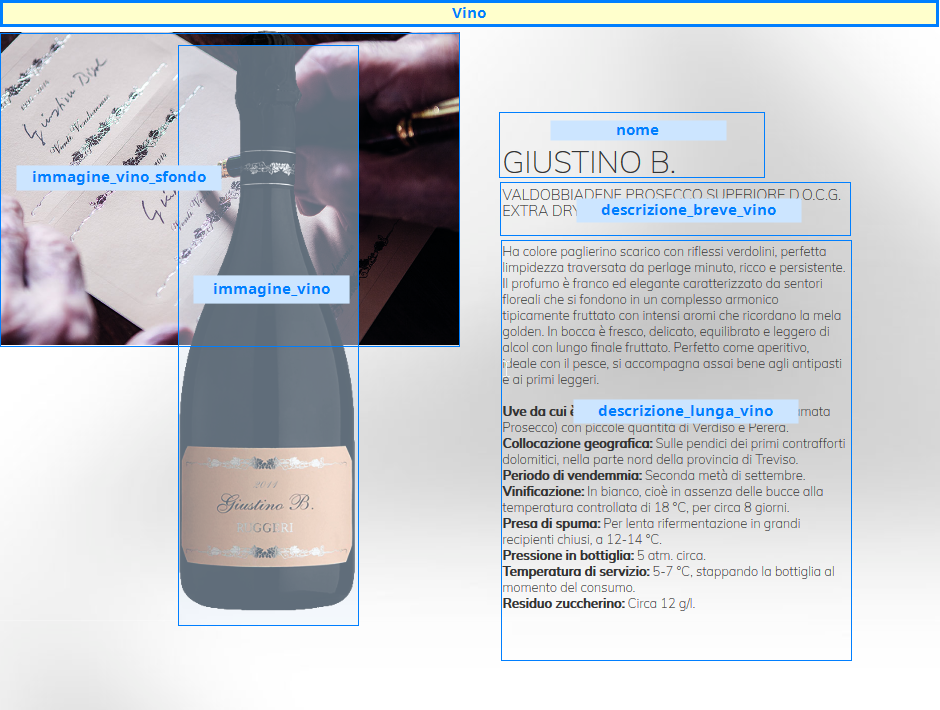 Vino
immagine_vino_sfondo
immagine_vino
Giustino Bisol
Vendemmia
2011
Giustino B.
RUGGERI
nome
GIUSTINO B.
VALDOBBIADENE PROSECCO SUPERIORE D.O.C.G.
EXTRA DRY
descrizione_breve_vino
Ha colore paglierino scarico con riflessi verdolini, perfetta
limpidezza traversata da perlage minuto, ricco e persistente.
Il profumo è franco ed elegante caratterizzato da sentori
floreali che si fondono in un complesso armonico
tipicamente fruttato con intensi aromi che ricordano la mela
golden. In bocca è fresco, delicato, equilibrato e leggero di
alcol con lungo finale fruttato. Perfetto come aperitivo,
ideale con il pesce, si accompagna assai bene agli antipasti
e ai primi leggeri.
Uve da cui è
descrizione_lunga_vino
Prosecco) con piccole quantità di Verdiso e Perera.
Collocazione geografica: Sulle pendici dei primi contrafforti
dolomitici, nella parte nord della provincia di Treviso.
Periodo di vendemmia: Seconda metà di settembre.
Vinificazione: In bianco, cioè in assenza delle bucce alla
temperatura controllata di 18 °C, per circa 8 giorni.
Presa di spuma: Per lenta rifermentazione in grandi
recipienti chiusi, a 12-14 °C.
Pressione in bottiglia: 5 atm. circa.
Temperatura di servizio: 5-7 °C, stappando la bottiglia al
momento del consumo.
Residuo zuccherino: Circa 12 g/l.